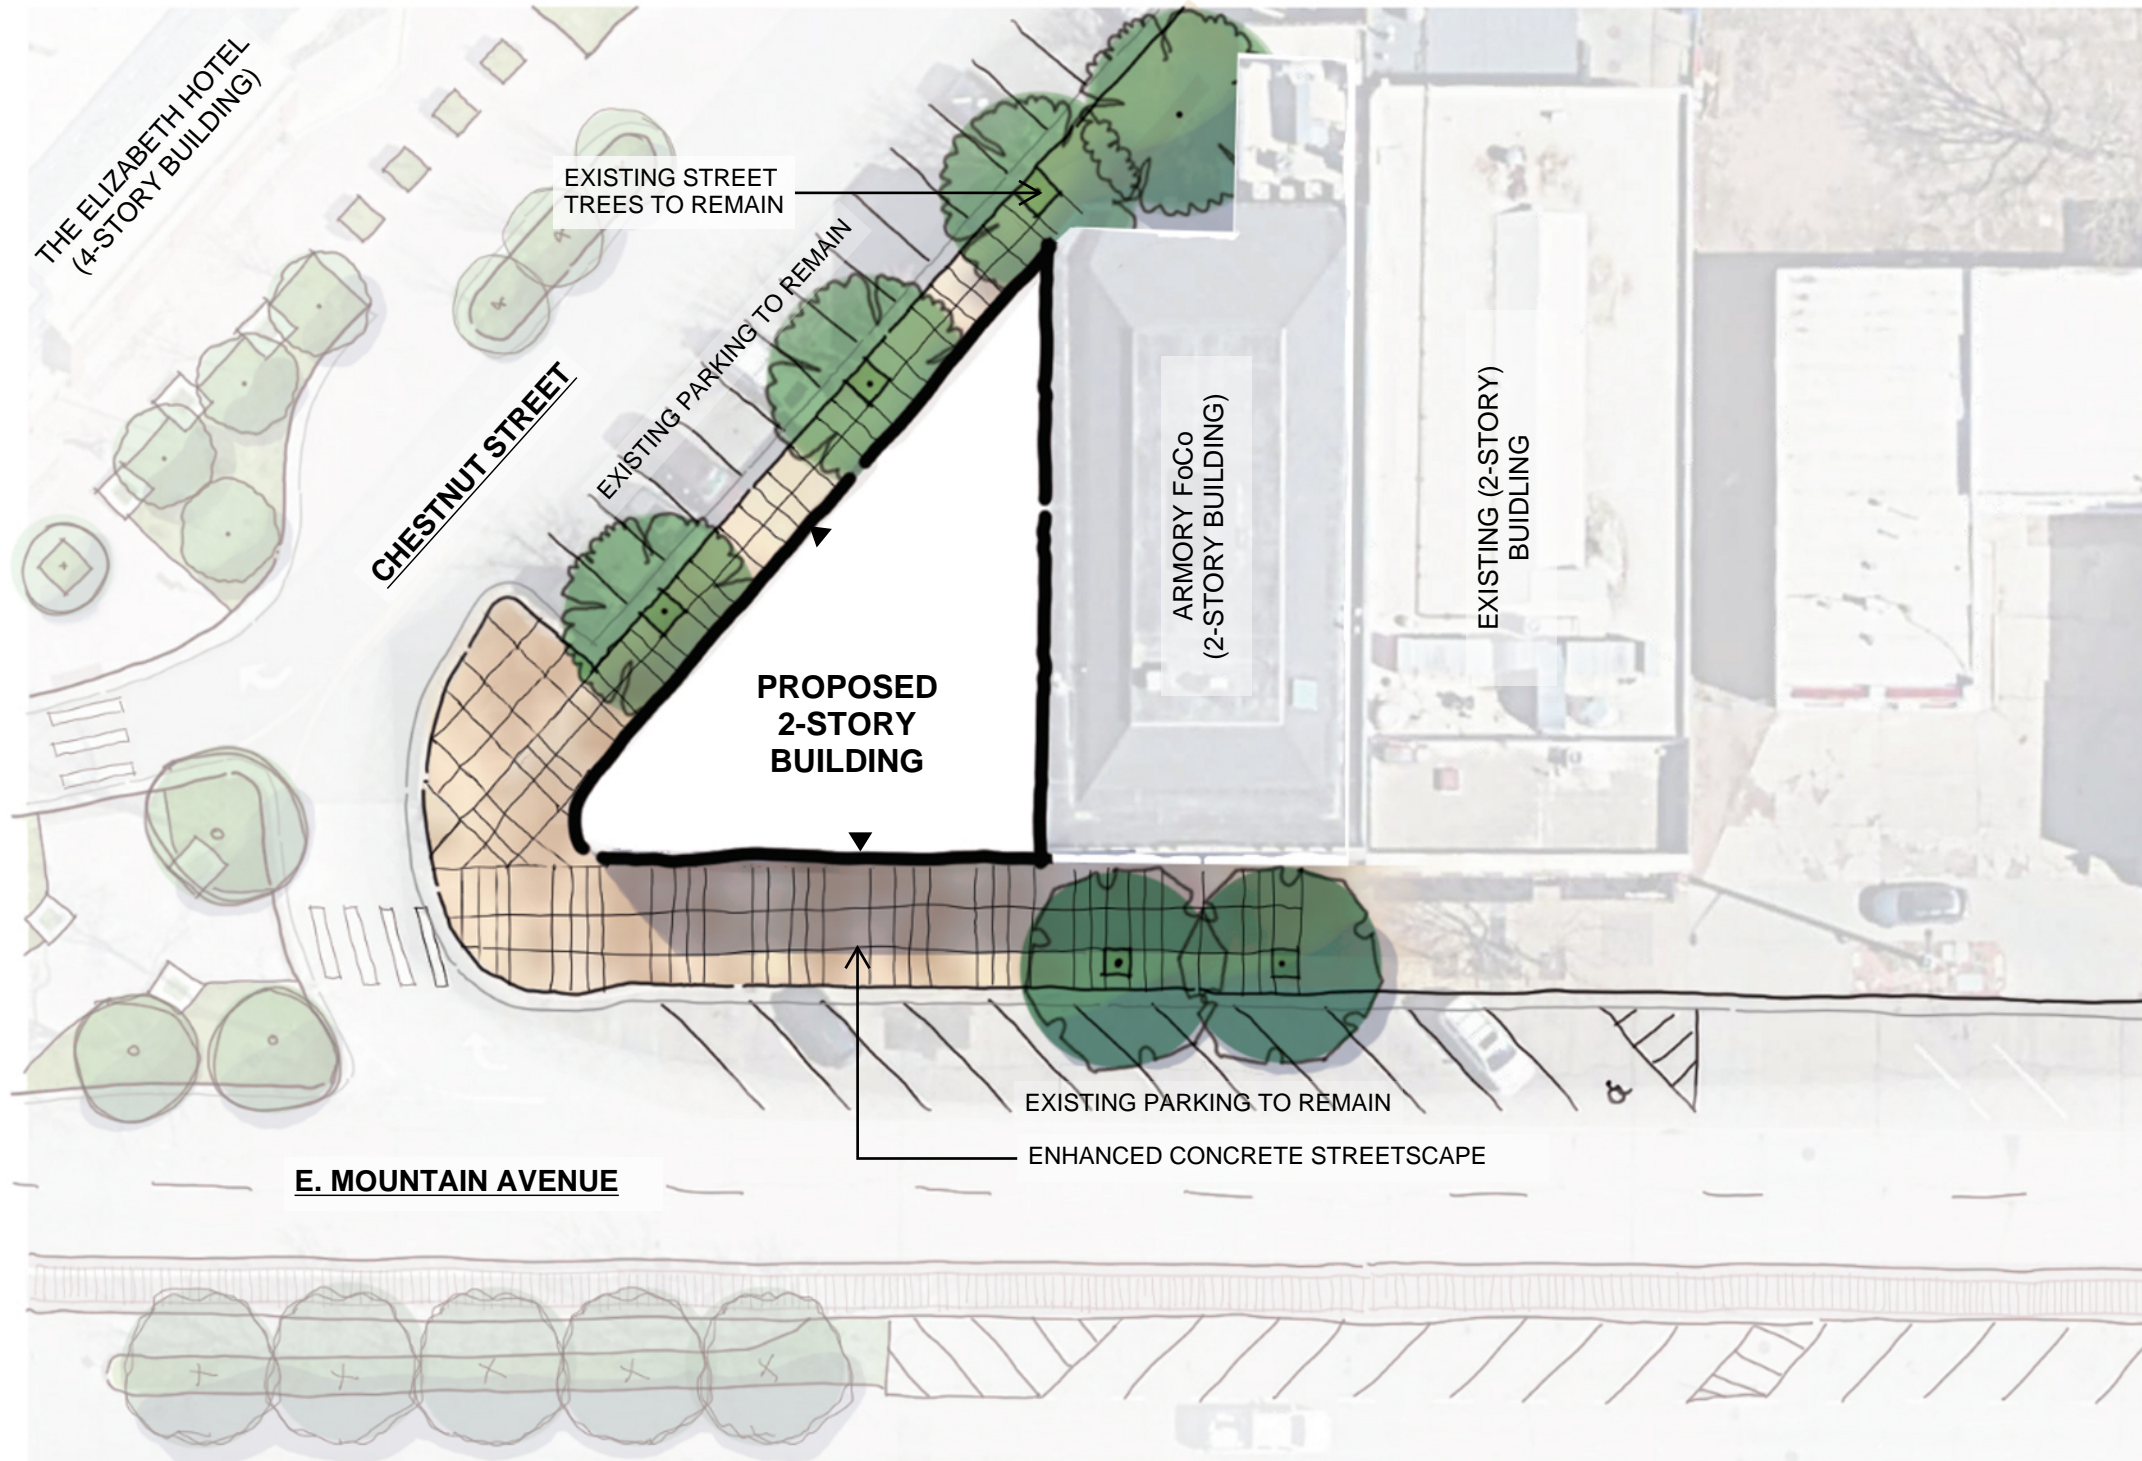 THE ELIZABETH HOTEL
(4-STORY BUILDING)
EXISTING STREET
TREES TO REMAIN
EXISTING PARKING TO REMAIN
CHESTNUT STREET
PROPOSED
2-STORY
BUILDING
ARMORY FoCo
(2-STORY BUILDING)
EXISTING (2-STORY)
BUIDLING
EXISTING PARKING TO REMAIN
ENHANCED CONCRETE STREETSCAPE
E. MOUNTAIN AVENUE